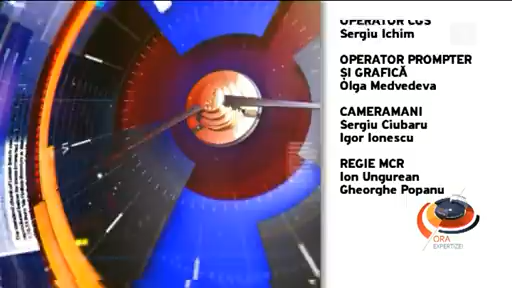 OPERATOR CGS
Sergiu Ichim
OPERATOR PROMPTER
ȘI GRAFICĂ
Olga Medvedeva
CAMERAMANI
Sergiu Ciubaru
Igor Ionescu
REGIE MCR
Ion Ungurean
Gheorghe Popanu
ORA
EXPERTIZEI